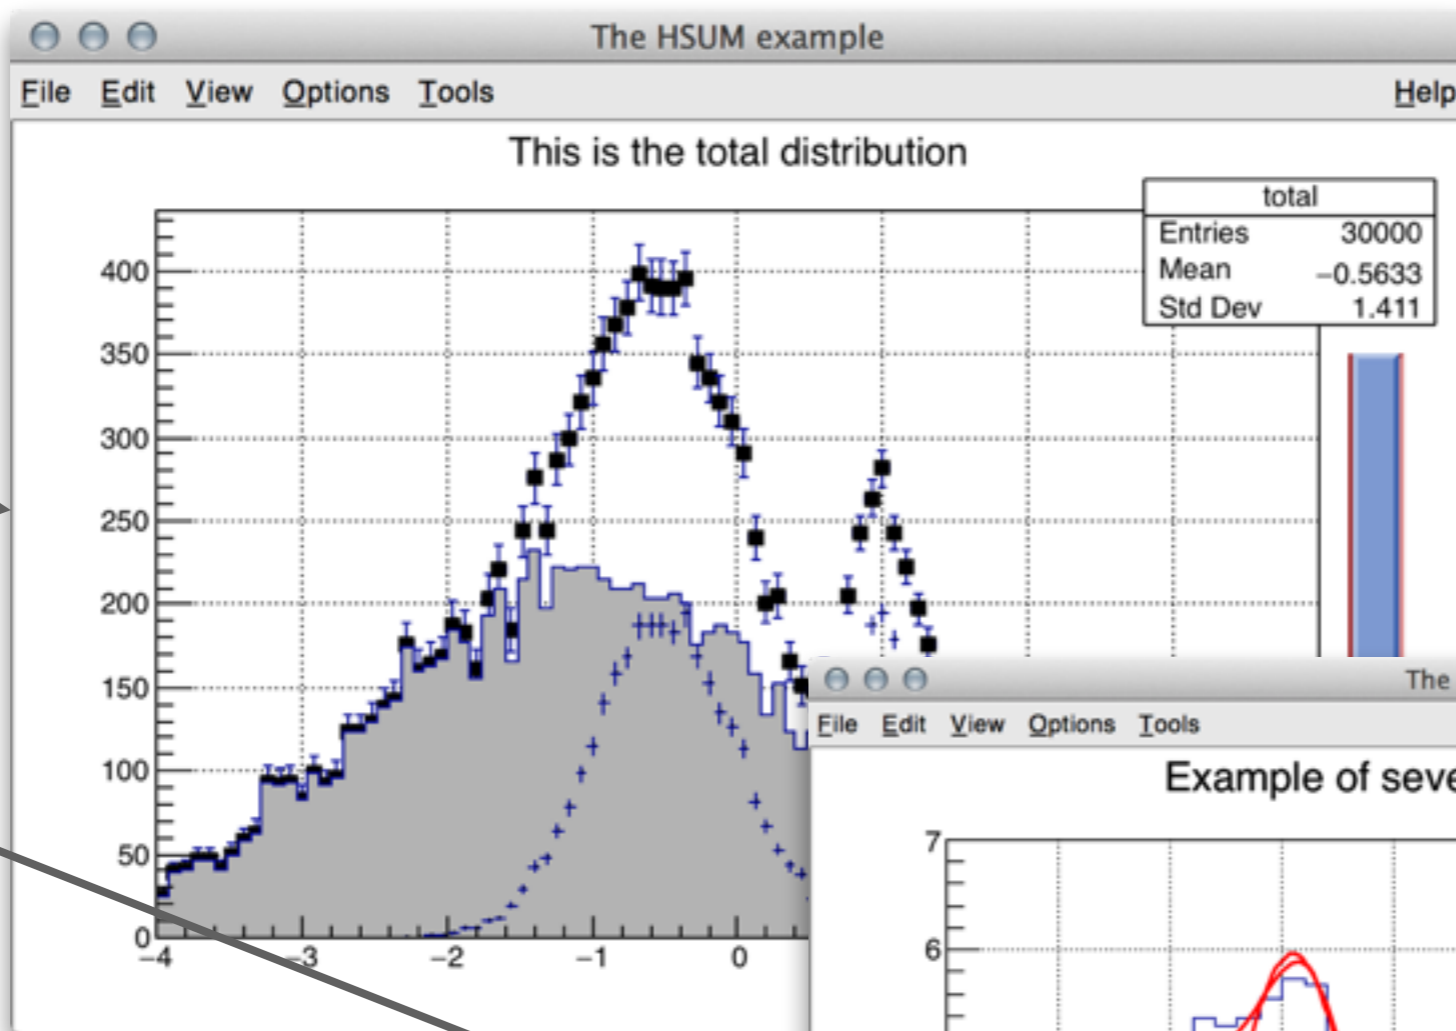 The HSUM example
File Edit View Options Tools Help
This is the total distribution
total
Entries 30000
Mean −0.5633
Std Dev 1.411
400
350
300
250
200
150
100
50
0
−4 −3 −2 −1 0
The
File Edit View Options Tools
Example of seve
7
6